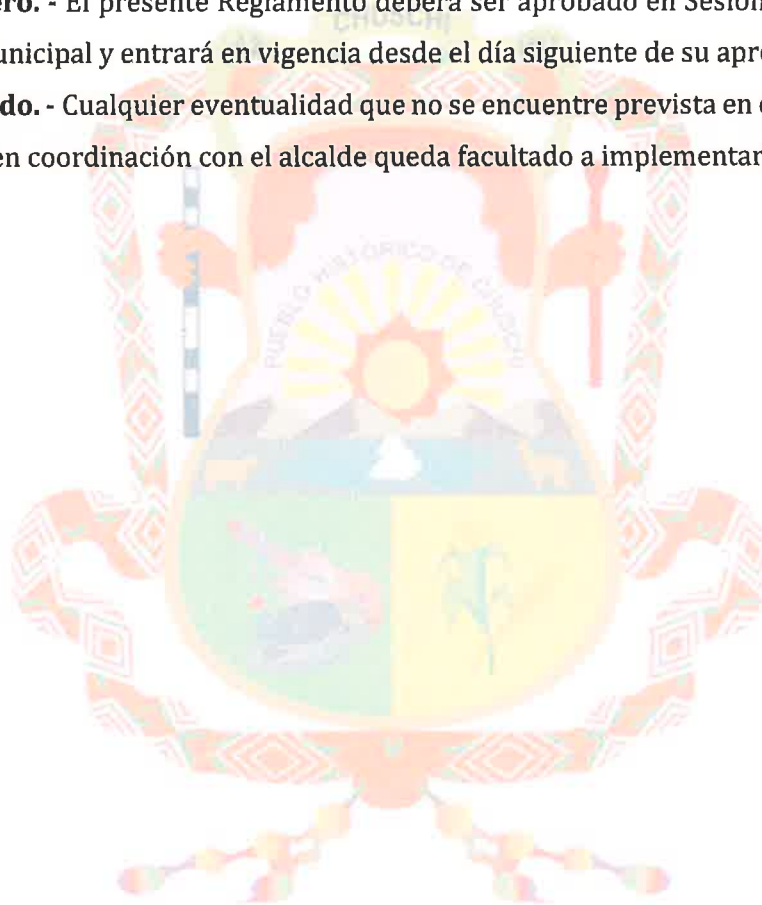 ero. - El presente Reglamento deberá ser aprobado en Sesión
CHUSCHI
unicipal y entrará en vigencia desde el día siguiente de su apr
do. - Cualquier eventualidad que no se encuentre prevista en
en coordinación con el alcalde queda facultado a implementar
PUEBLO HISTÓRICO DE CHUSCHI